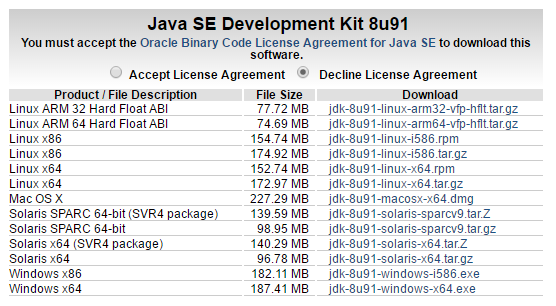 Java SE Development Kit 8u91
You must accept the Oracle Binary Code License Agreement for Java SE to download this
software.
Accept License Agreement Decline License Agreement
Product / File Description File Size Download
Linux ARM 32 Hard Float ABI 77.72 MB jdk-8u91-linux-arm32-vfp-hflt.tar.gz
Linux ARM 64 Hard Float ABI 74.69 MB jdk-8u91-linux-arm64-vfp-hflt.tar.gz
Linux x86 154.74 MB jdk-8u91-linux-i586.rpm
Linux x86 174.92 MB jdk-8u91-linux-i586.tar.gz
Linux x64 152.74 MB jdk-8u91-linux-x64.rpm
Linux x64 172.97 MB jdk-8u91-linux-x64.tar.gz
Mac OS X 227.29 MB jdk-8u91-macosx-x64.dmg
Solaris SPARC 64-bit (SVR4 package) 139.59 MB jdk-8u91-solaris-sparcv9.tar.Z
Solaris SPARC 64-bit 98.95 MB jdk-8u91-solaris-sparcv9.tar.gz
Solaris x64 (SVR4 package) 140.29 MB jdk-8u91-solaris-x64.tar.Z
Solaris x64 96.78 MB jdk-8u91-solaris-x64.tar.gz
Windows x86 182.11 MB jdk-8u91-windows-i586.exe
Windows x64 187.41 MB jdk-8u91-windows-x64.exe